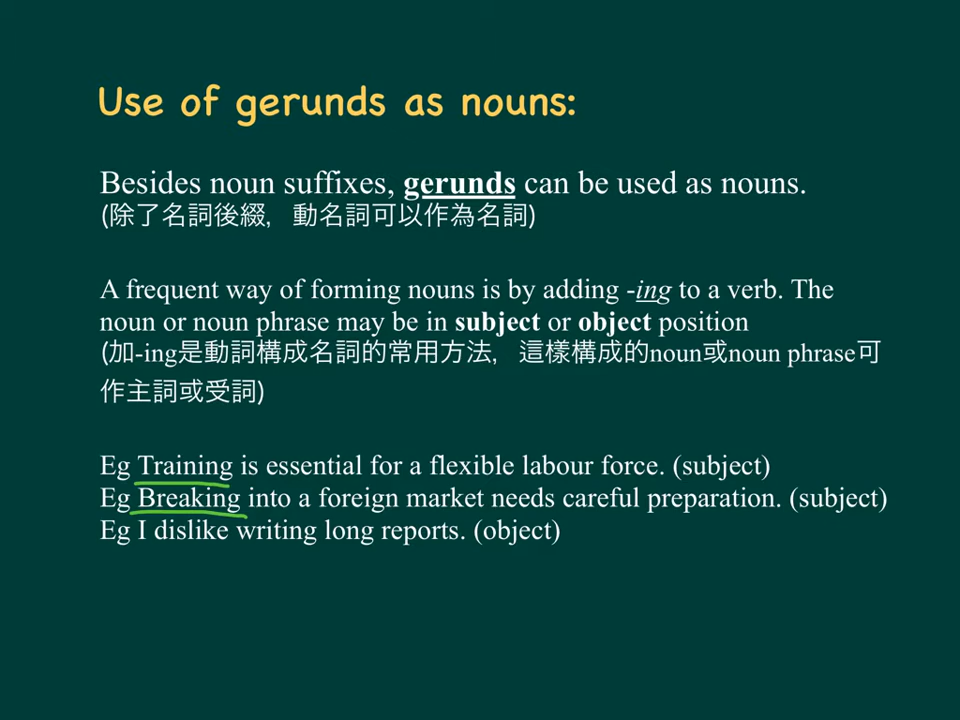 Use of gerunds as nouns:
Besides noun suffixes, gerunds can be used as nouns.
(除了名詞後綴, 動名詞可以作為名詞)
A frequent way of forming nouns is by adding -ing to a verb. The
noun or noun phrase may be in subject or object position
(加-ing是動詞構成名詞的常用方法, 這樣構成的noun或noun phrase可
作主詞或受詞)
Eg Training is essential for a flexible labour force. (subject)
Eg Breaking into a foreign market needs careful preparation. (subject)
Eg I dislike writing long reports. (object)